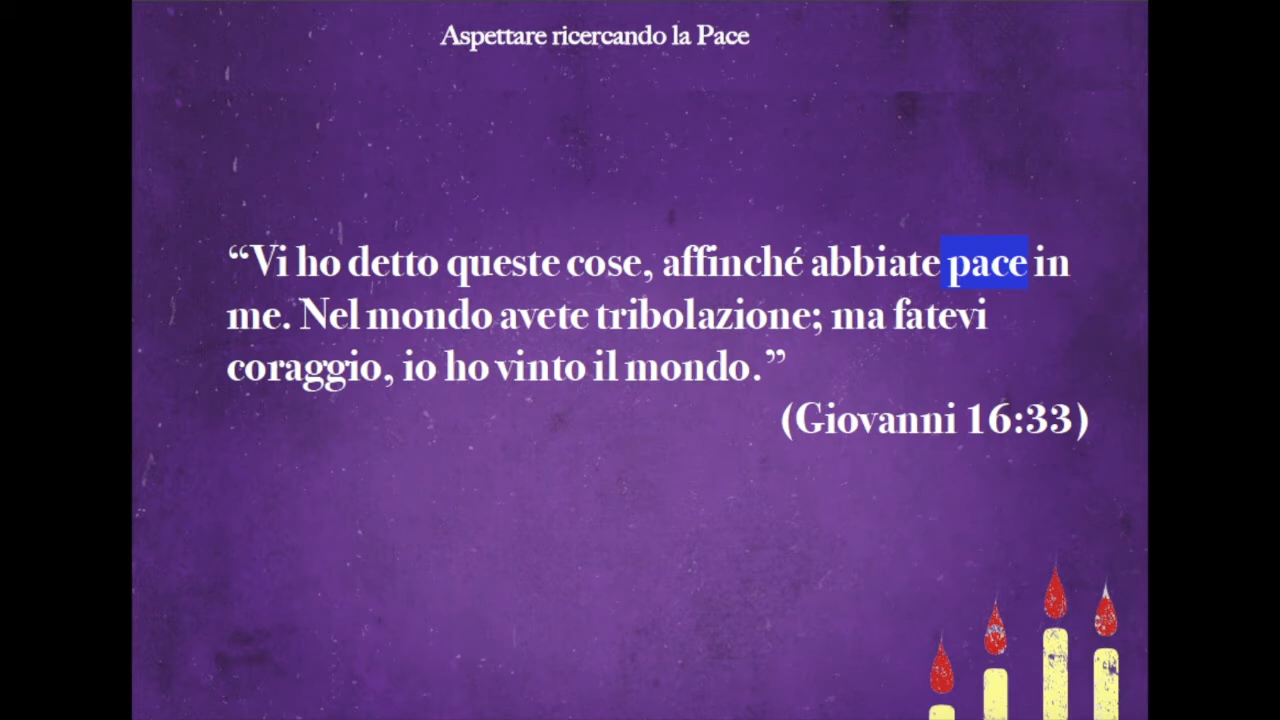 Aspettare ricercando la Pace
“Vi ho detto queste cose, affinché abbiate pace in
me. Nel mondo avete tribolazione; ma fatevi
coraggio, io ho vinto il mondo.”
(Giovanni 16:33)